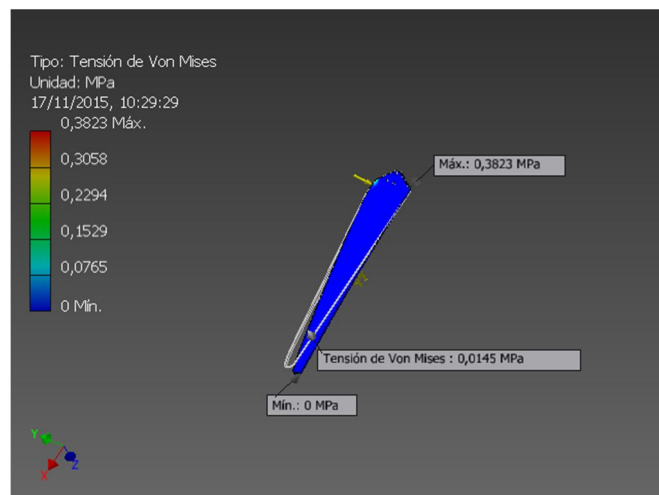 Tipo: Tensión de Von Mises
Unidad: MPa
17/11/2015, 10:29:29
0,3823 Máx.
0,3058
0,2294
0,1529
0,0765
0 Mín.
Máx.: 0,3823 MPa
Tensión de Von Mises : 0,0145 MPa
Mín.: 0 MPa
Y
Z
X